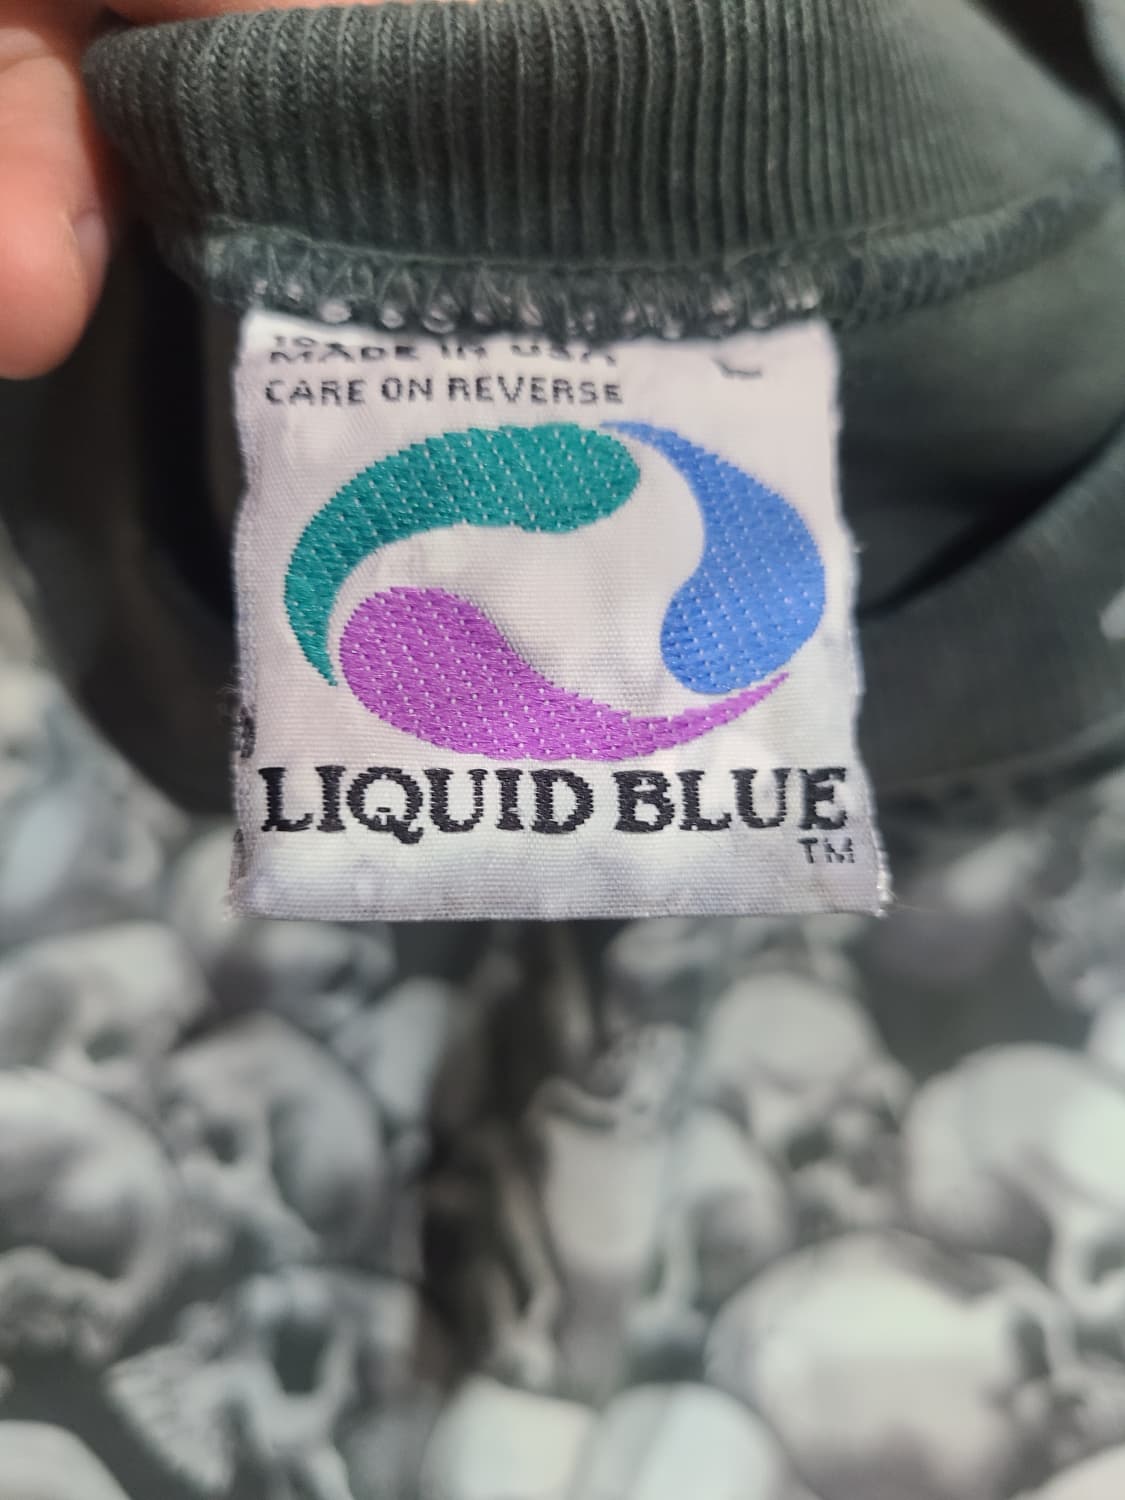 MADE IN USA L
CARE ON REVERSE
LIQUID BLUE
TM